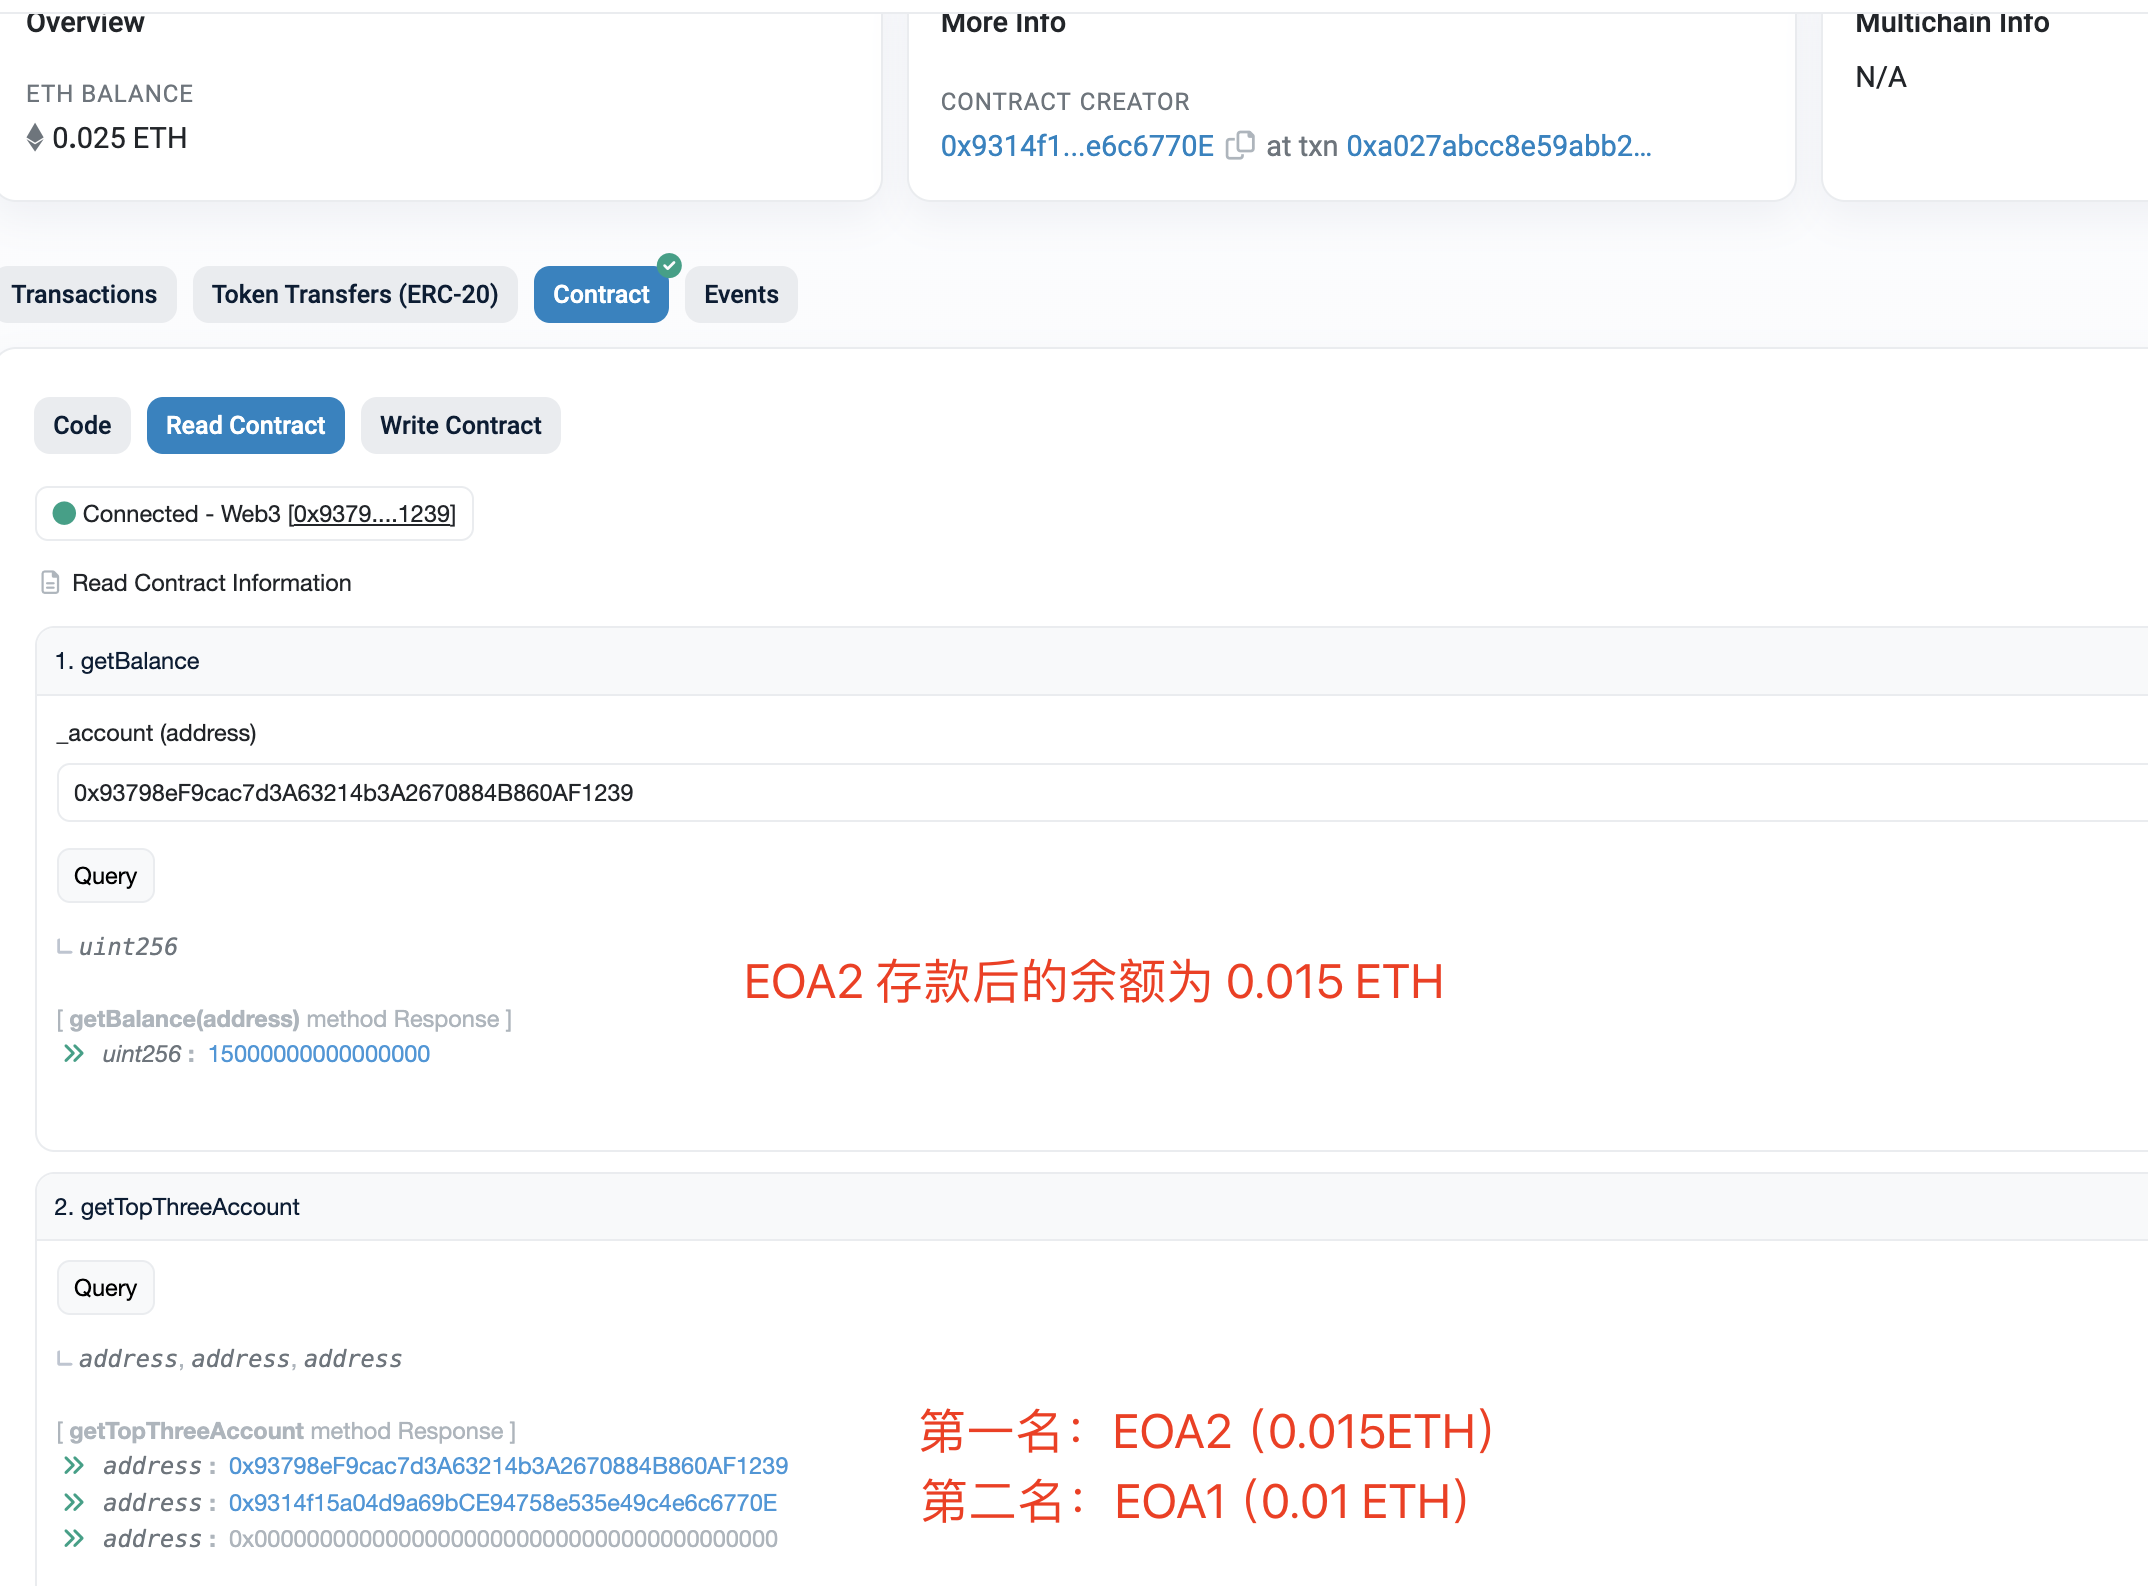 Overview
ETH BALANCE
0.025 ETH
More Info
CONTRACT CREATOR
0x9314f1...e6c6770E at txn 0xa027abcc8e59abb2...
Multichain Info
N/A
Transactions
Token Transfers (ERC-20)
Contract
Events
Code
Read Contract
Write Contract
Connected - Web3 [0x9379....1239]
Read Contract Information
1. getBalance
_account (address)
0x93798eF9cac7d3A63214b3A2670884B860AF1239
Query
uint256
EOA2 存款后的余额为 0.015 ETH
[ getBalance(address) method Response ]
uint256 : 15000000000000000
2. getTopThreeAccount
Query
address, address, address
[ getTopThreeAccount method Response ]
address : 0x93798eF9cac7d3A63214b3A2670884B860AF1239
address : 0x9314f15a04d9a69bCE94758e535e49c4e6c6770E
address : 0x0000000000000000000000000000000000000000
第一名：EOA2（0.015ETH）
第二名：EOA1（0.01 ETH）